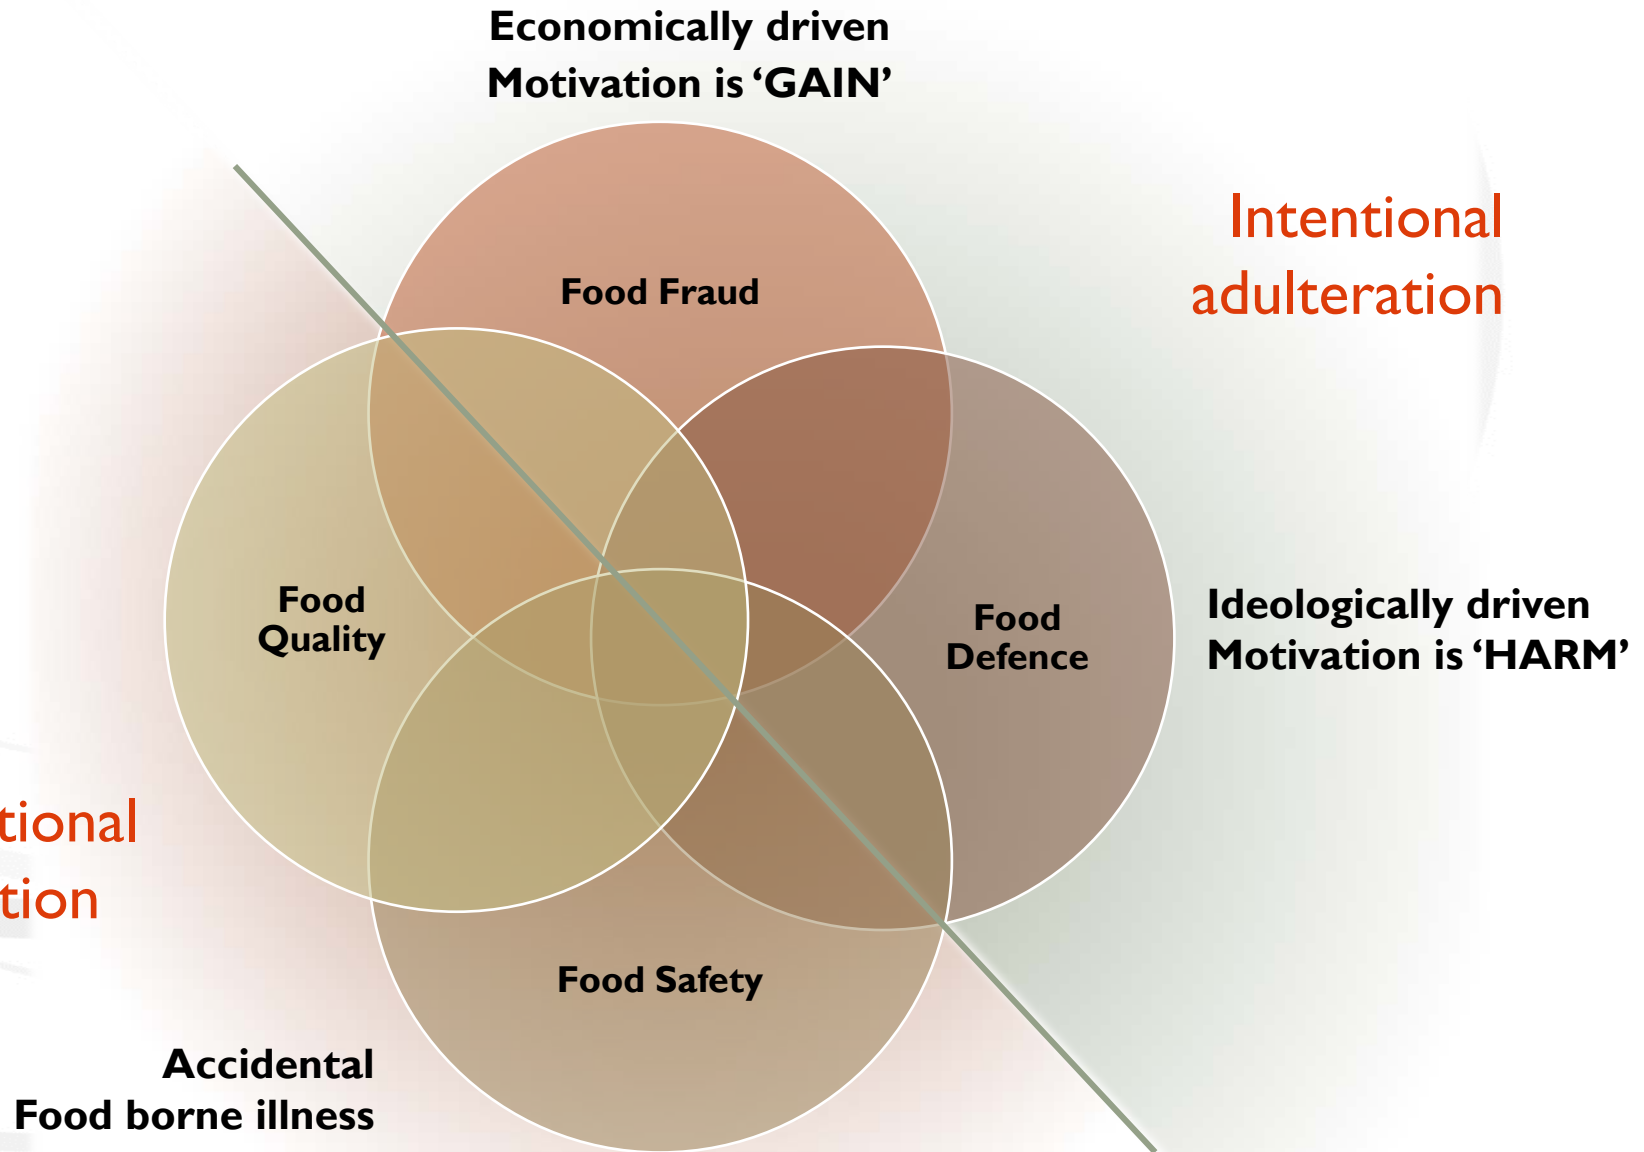 Economically driven
Motivation is ‘GAIN’
Intentional
adulteration
Food Fraud
Food
Quality
Food
Defence
Ideologically driven
Motivation is ‘HARM’
tional
tion
Food Safety
Accidental
Food borne illness